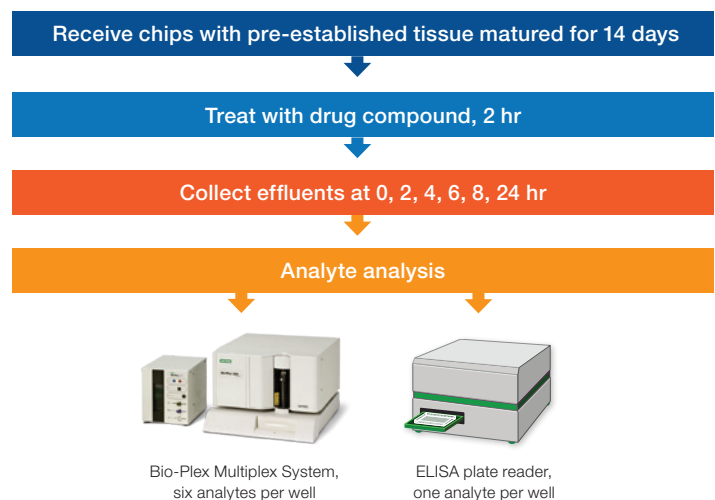 Receive chips with pre-established tissue matured for 14 days
Treat with drug compound, 2 hr
Collect effluents at 0, 2, 4, 6, 8, 24 hr
Analyte analysis
Bio-Plex Multiplex System,
six analytes per well
ELISA plate reader,
one analyte per well